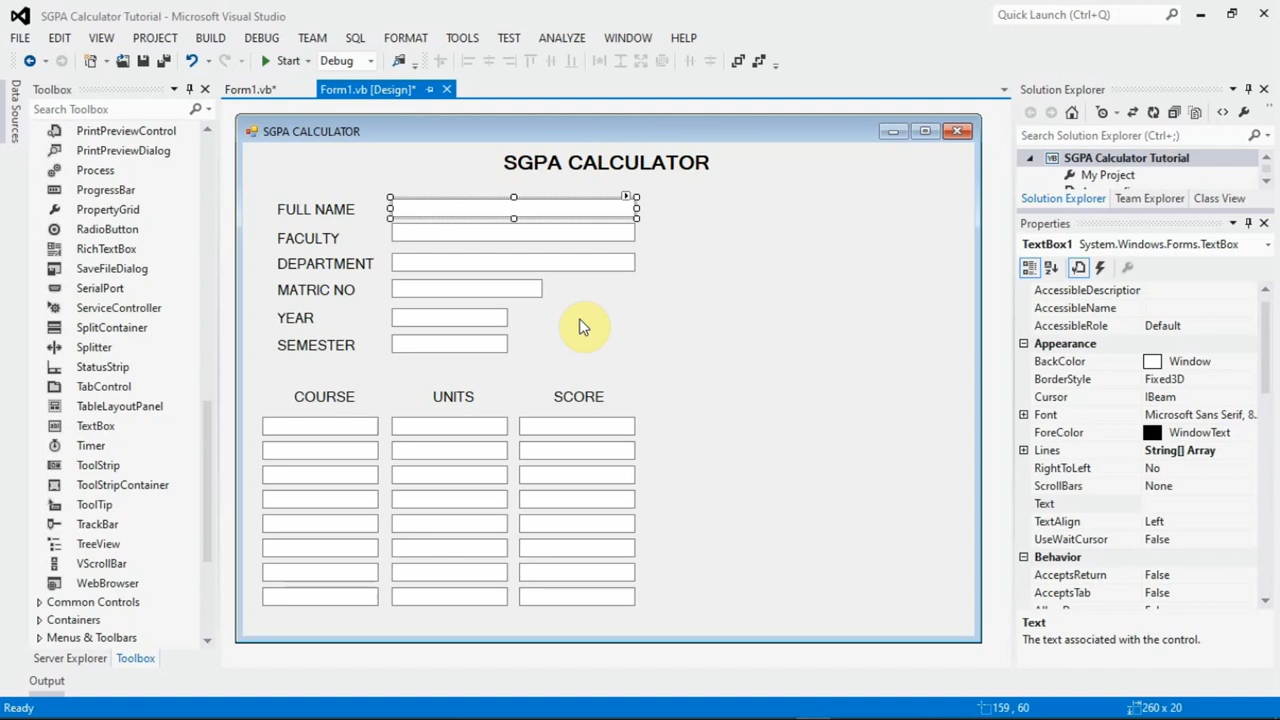 SGPA Calculator Tutorial - Microsoft Visual Studio
Quick Launch (Ctrl+Q)
FILE EDIT VIEW PROJECT BUILD DEBUG TEAM SQL FORMAT TOOLS TEST ANALYZE WINDOW HELP
Start Debug
Data Sources
Toolbox
Search Toolbox
PrintPreviewControl
PrintPreviewDialog
Process
ProgressBar
PropertyGrid
RadioButton
RichTextBox
SaveFileDialog
SerialPort
ServiceController
SplitContainer
Splitter
StatusStrip
TabControl
TableLayoutPanel
TextBox
Timer
ToolStrip
ToolStripContainer
ToolTip
TrackBar
TreeView
VScrollBar
WebBrowser
Common Controls
Containers
Menus & Toolbars
Server Explorer Toolbox
Form1.vb* Form1.vb [Design]*
SGPA CALCULATOR
SGPA CALCULATOR
FULL NAME
FACULTY
DEPARTMENT
MATRIC NO
YEAR
SEMESTER
COURSE UNITS SCORE
Solution Explorer
Search Solution Explorer (Ctrl+;)
SGPA Calculator Tutorial
My Project
Solution Explorer Team Explorer Class View
Properties
TextBox1 System.Windows.Forms.TextBox
AccessibleDescription
AccessibleName
AccessibleRole Default
Appearance
BackColor Window
BorderStyle Fixed3D
Cursor IBeam
Font Microsoft Sans Serif, 8...
ForeColor WindowText
Lines String[] Array
RightToLeft No
ScrollBars None
Text
TextAlign Left
UseWaitCursor False
Behavior
AcceptsReturn False
AcceptsTab False
Text
The text associated with the control.
Output
Ready 159 , 60 260 x 20